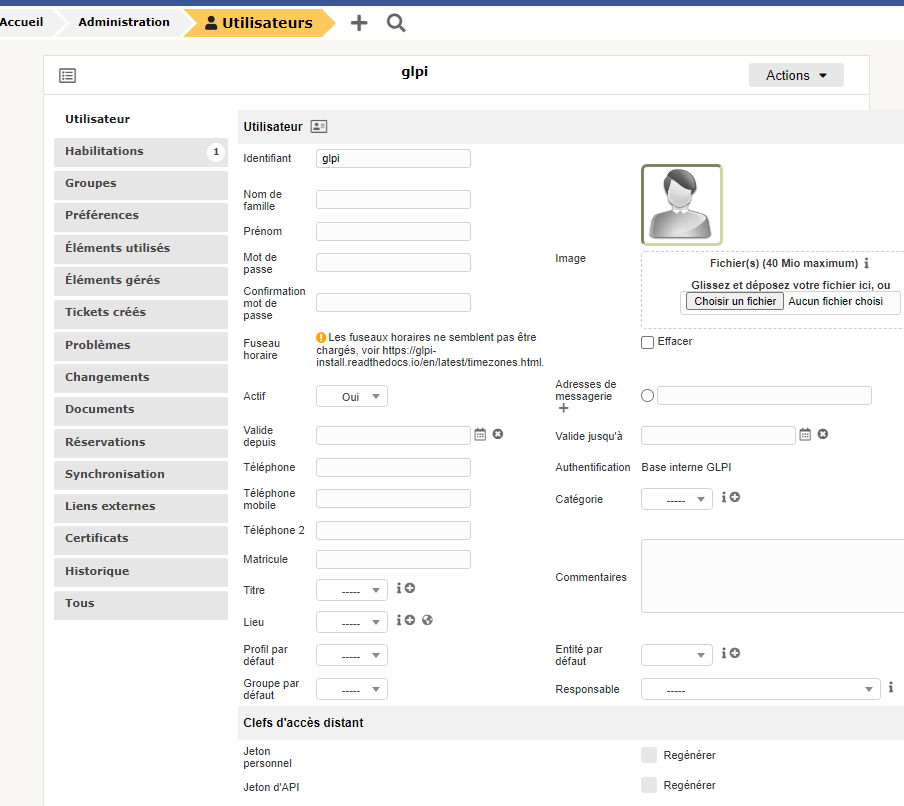 Accueil
Administration
Utilisateurs
glpi
Actions
Utilisateur
Habilitations
1
Groupes
Préférences
Éléments utilisés
Éléments gérés
Tickets créés
Problèmes
Changements
Documents
Réservations
Synchronisation
Liens externes
Certificats
Historique
Tous
Utilisateur
Identifiant
glpi
Nom de
famille
Prénom
Mot de
passe
Confirmation
mot de
passe
Image
Fichier(s) (40 Mio maximum)
Glissez et déposez votre fichier ici, ou
Choisir un fichier
Aucun fichier choisi
Effacer
Fuseau
horaire
Les fuseaux horaires ne semblent pas être
chargés, voir https://glpi-
install.readthedocs.io/en/latest/timezones.html.
Actif
Oui
Adresses de
messagerie
Valide
depuis
Valide jusqu'à
Téléphone
Authentification
Base interne GLPI
Téléphone
mobile
Catégorie
-----
Téléphone 2
Matricule
Commentaires
Titre
-----
Lieu
-----
Profil par
défaut
-----
Entité par
défaut
Groupe par
défaut
-----
Responsable
-----
Clefs d'accès distant
Jeton
personnel
Regénérer
Jeton d'API
Regénérer